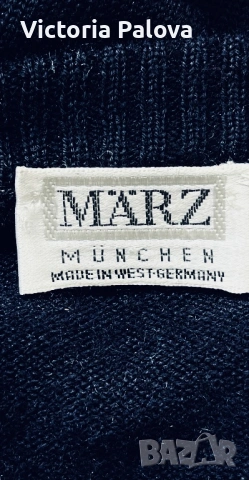 Victoria Palova
MÄRZ
MÜNCHEN
MADE IN WEST-GERMANY
BAZAR